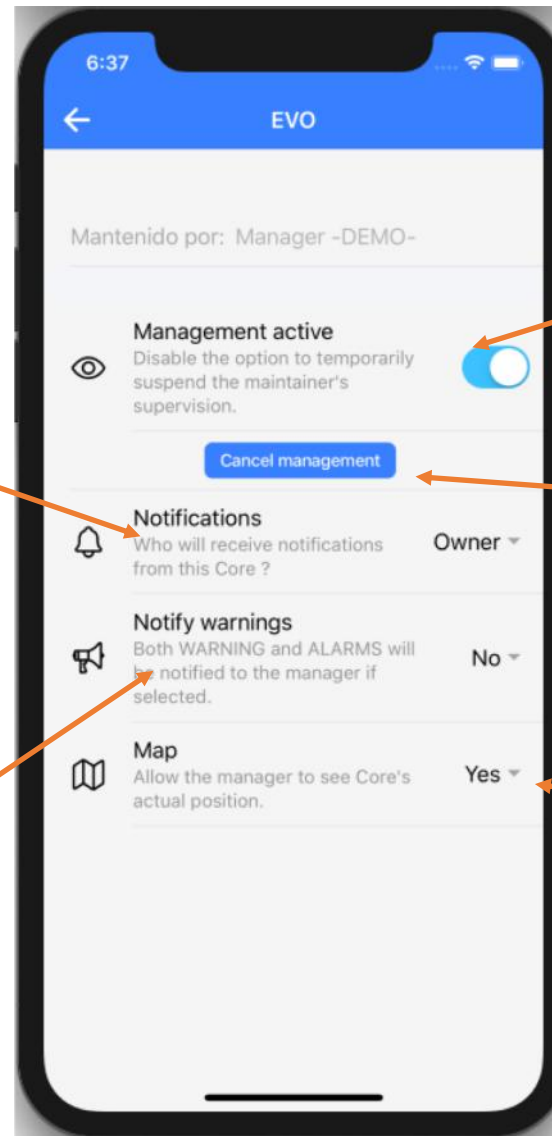 6:37
EVO
Mantenido por: Manager -DEMO-
Management active
Disable the option to temporarily
suspend the maintainer's
supervision.
Cancel management
Notifications
Who will receive notifications
from this Core ?
Owner
Notify warnings
Both WARNING and ALARMS will
be notified to the manager if
selected.
No
Map
Allow the manager to see Core's
actual position.
Yes